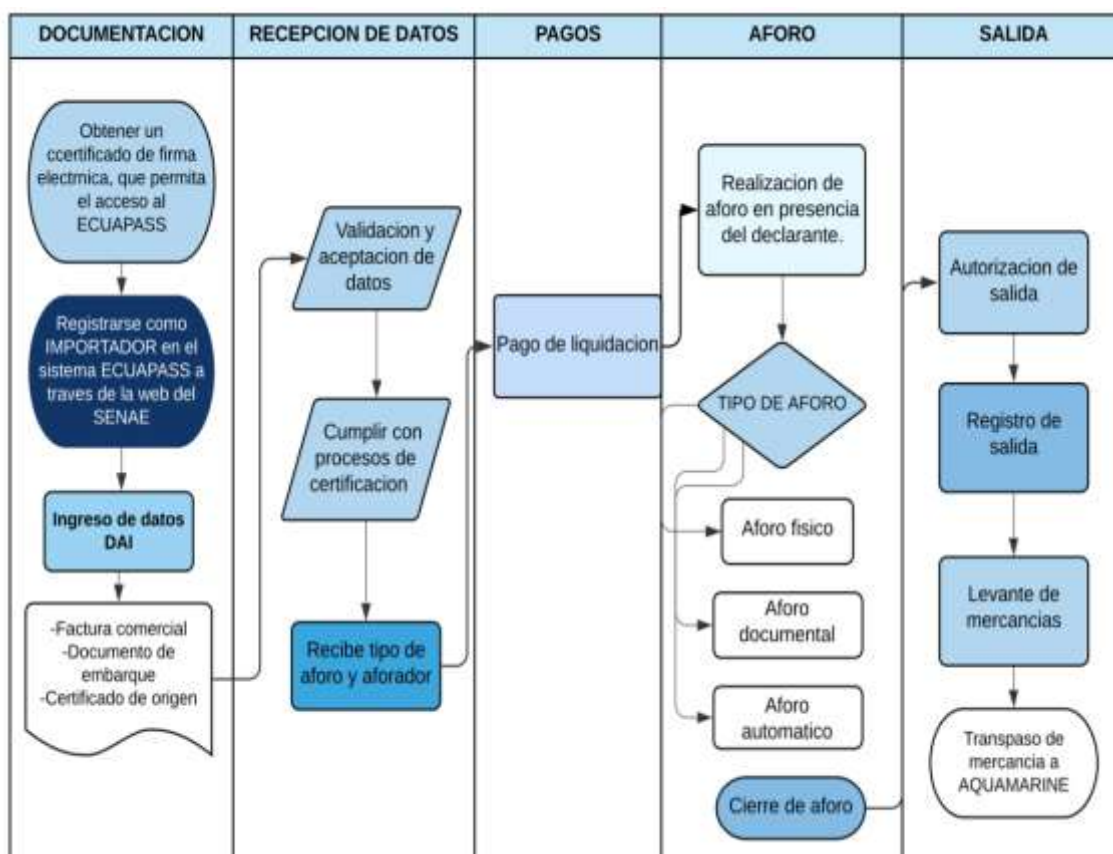 DOCUMENTACION
RECEPCION DE DATOS
PAGOS
AFORO
SALIDA
Obtener un
ccertificado de firma
electrnica, que permita
el acceso al
ECUAPASS
Registrarse como
IMPORTADOR en el
sistema ECUAPASS a
traves de la web del
SENAE
Ingreso de datos
DAI
-Factura comercial
-Documento de
embarque
-Certificado de origen
Validacion y
aceptacion de
datos
Cumplir con
procesos de
certificacion
Recibe tipo de
aforo y aforador
Pago de liquidacion
Realizacion de
aforo en presencia
del declarante.
TIPO DE AFORO
Aforo fisico
Aforo
documental
Aforo
automatico
Cierre de aforo
Autorizacion de
salida
Registro de
salida
Levante de
mercancias
Transpaso de
mercancia a
AQUAMARINE